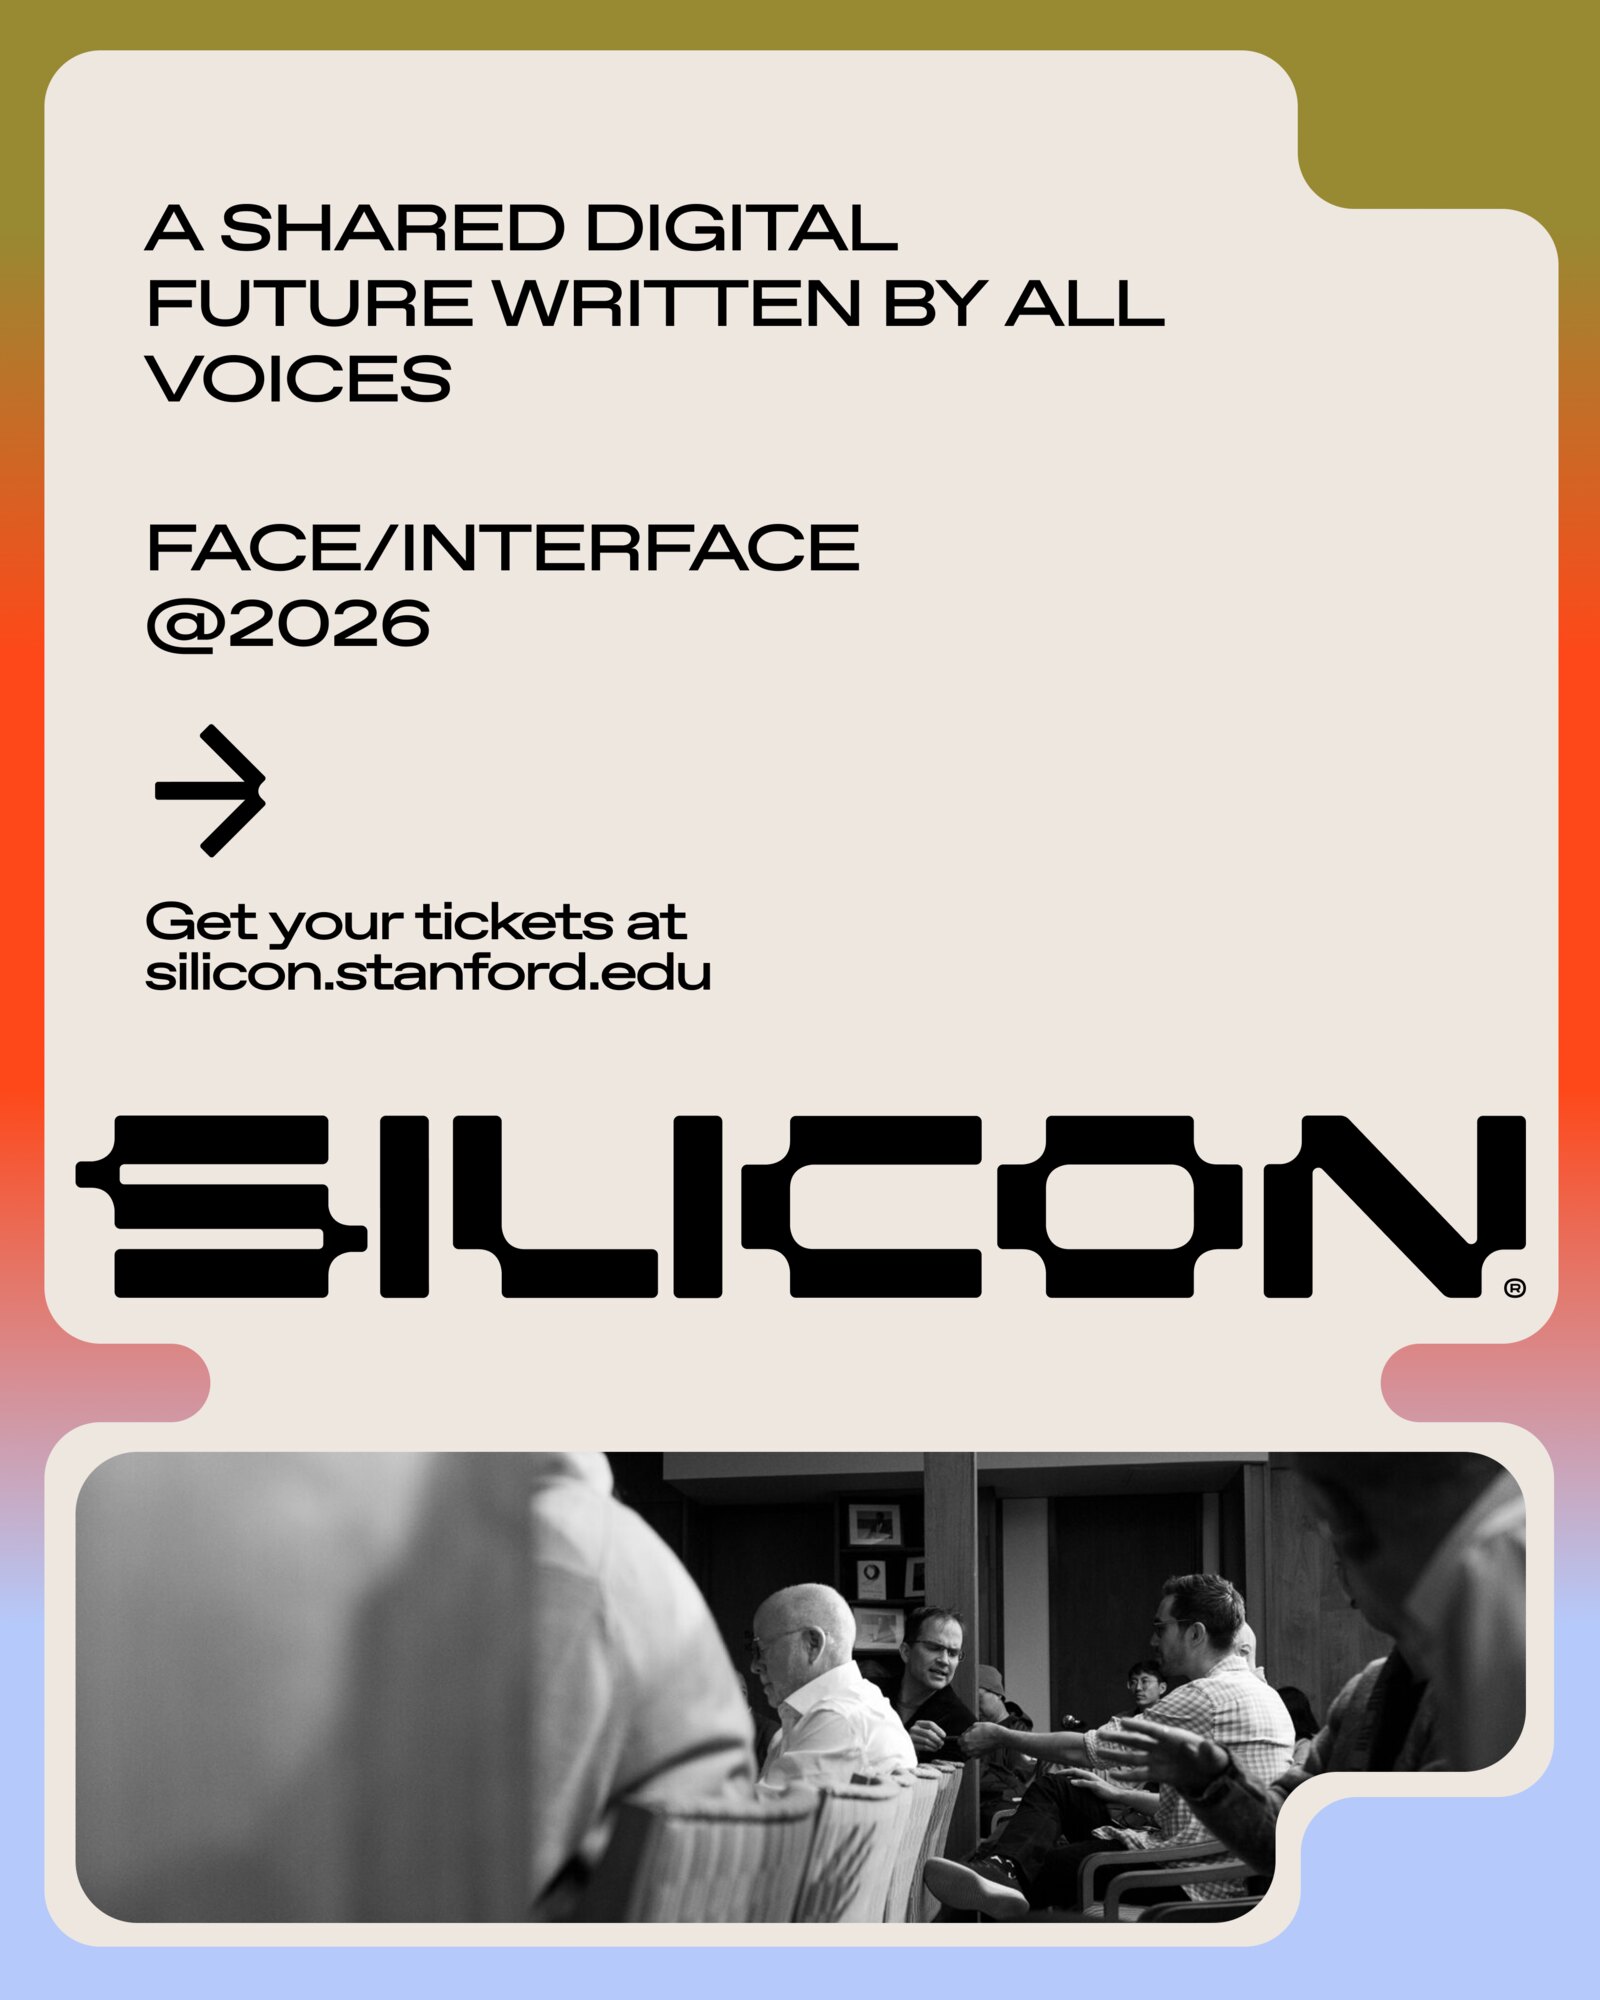 A SHARED DIGITAL
FUTURE WRITTEN BY ALL
VOICES
FACE/INTERFACE
@2026
Get your tickets at
silicon.stanford.edu
SILICON
®